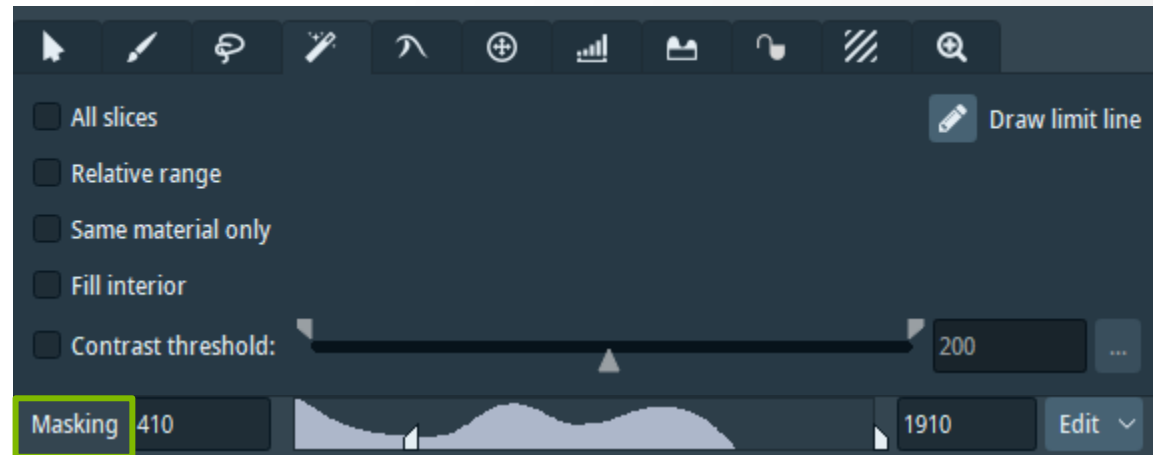 All slices
Draw limit line
Relative range
Same material only
Fill interior
Contrast threshold: 200 ...
Masking 410 1910 Edit